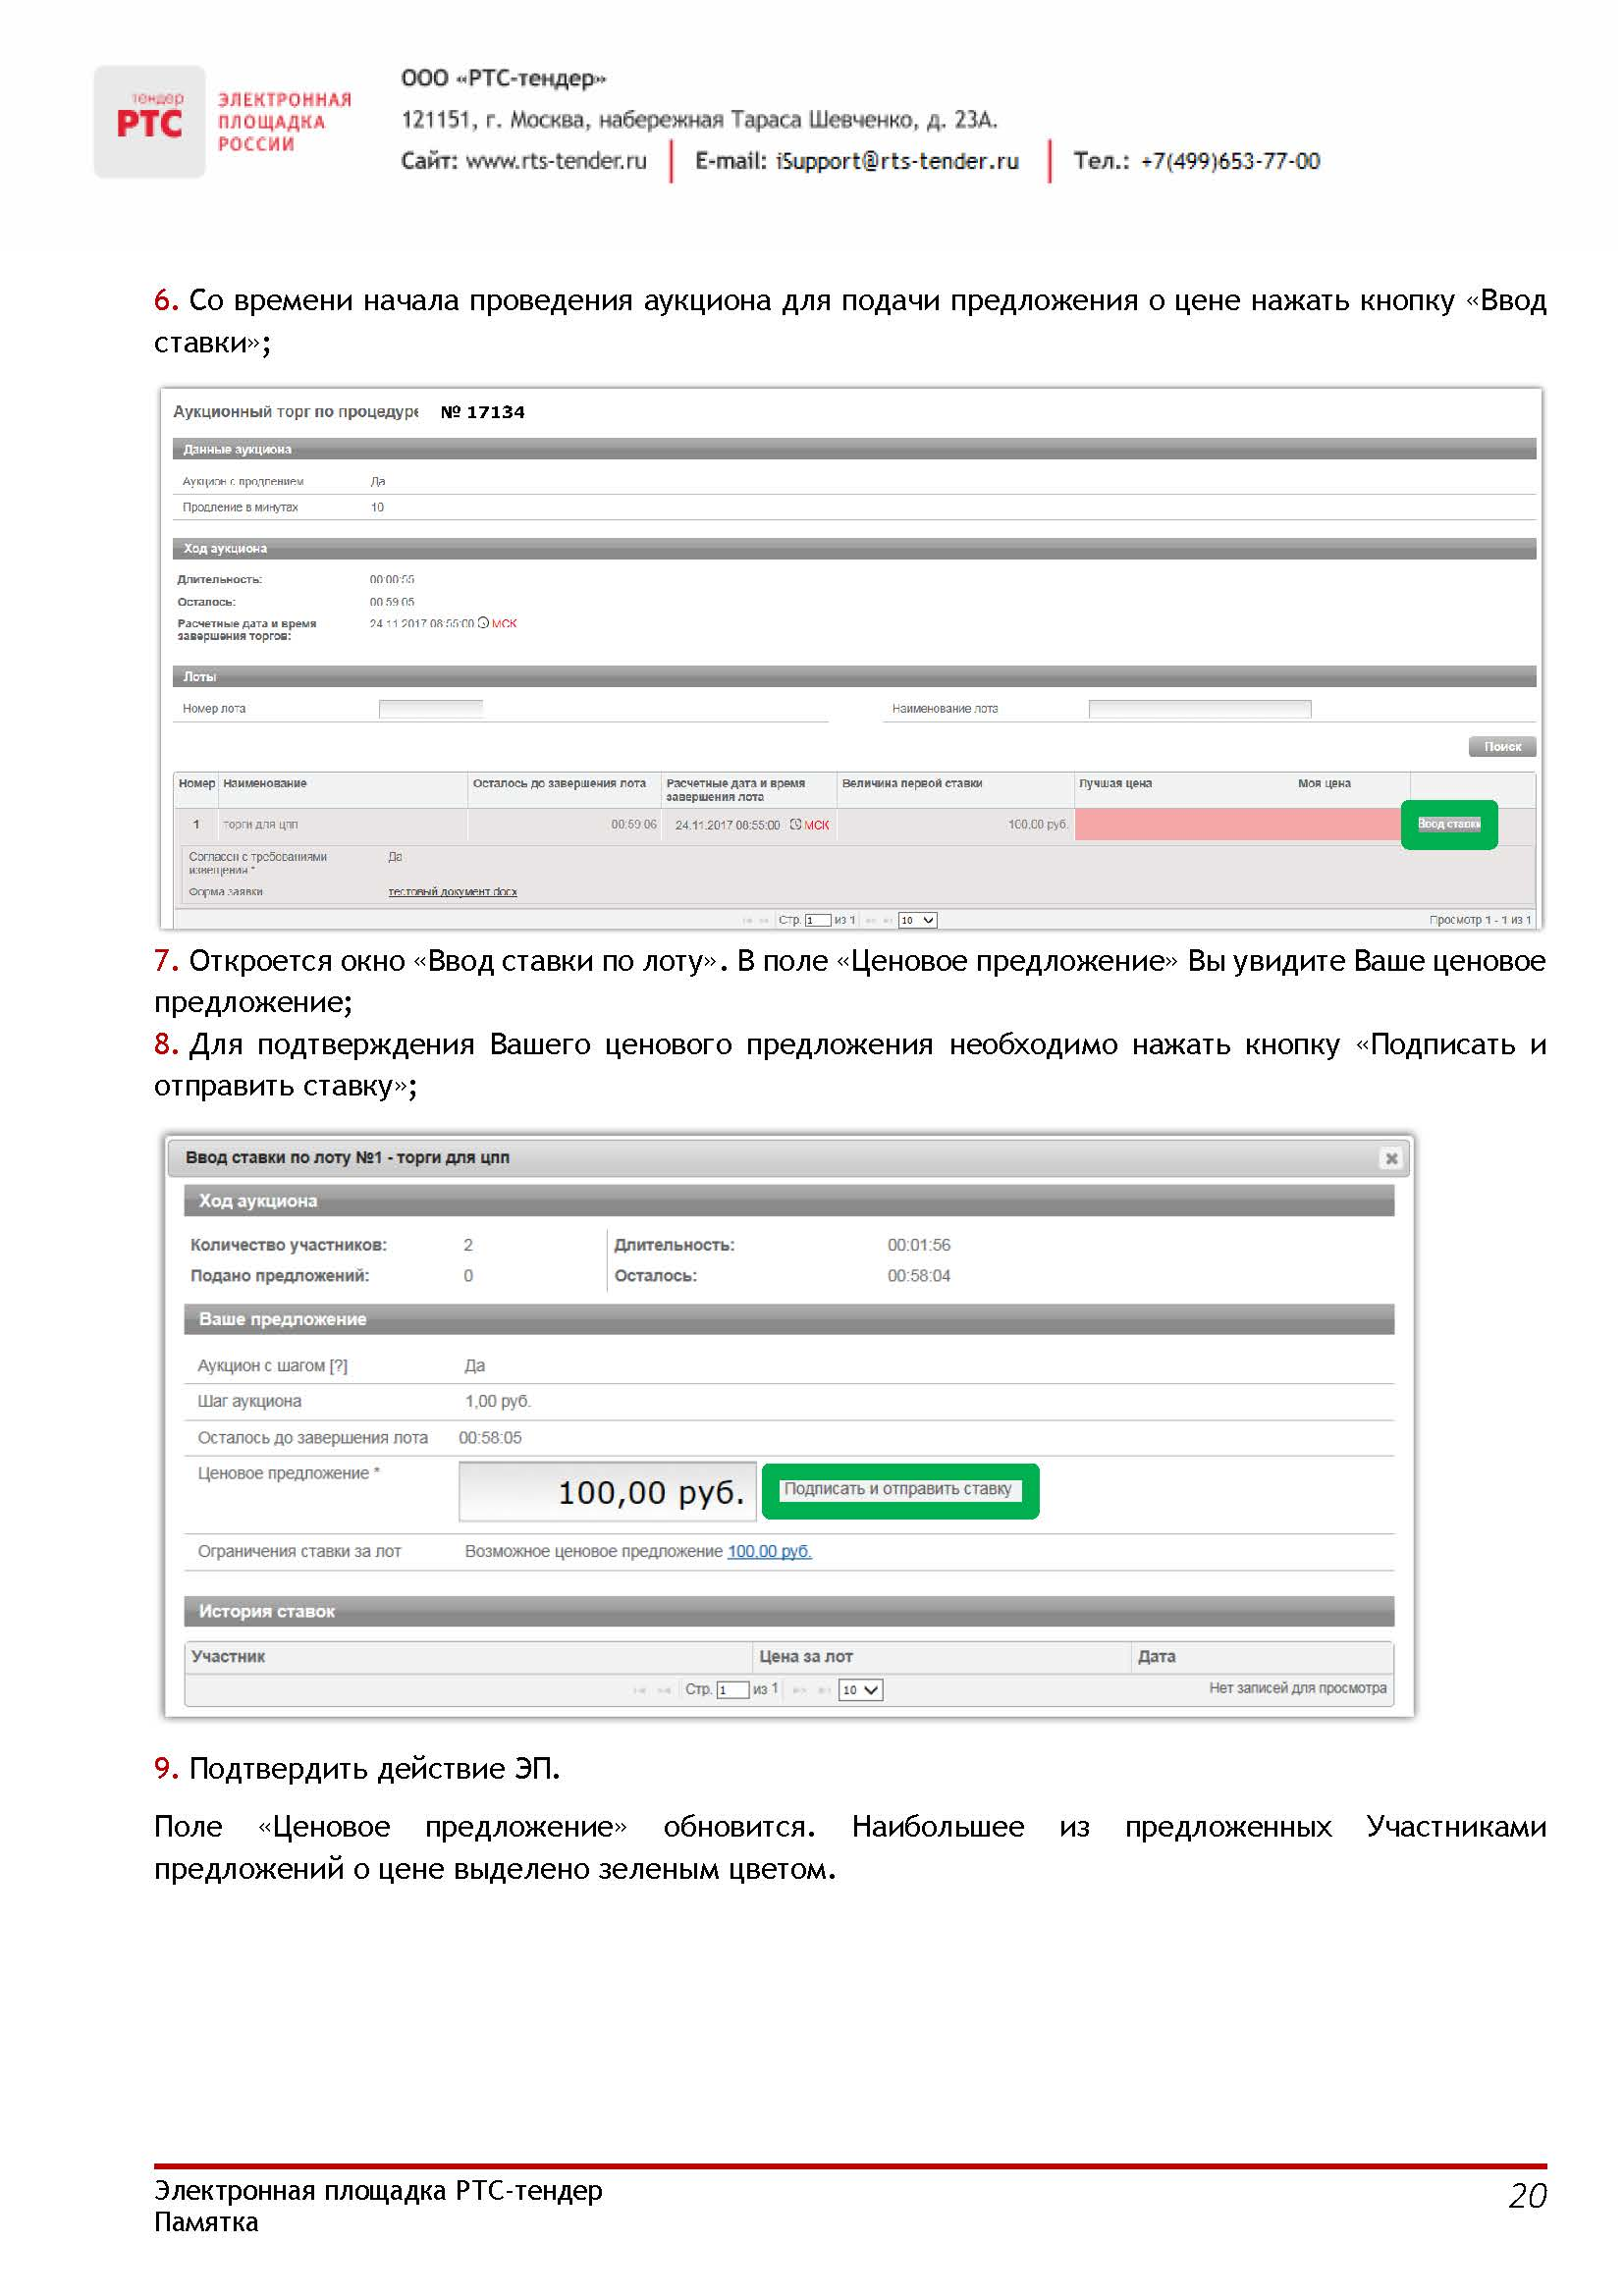 тендер
РТС
ЭЛЕКТРОННАЯ
ПЛОЩАДКА
РОССИИ
ООО «РТС-тендер»
121151, г. Москва, набережная Тараса Шевченко, д. 23А.
Сайт: www.rts-tender.ru | E-mail: iSupport@rts-tender.ru | Тел.: +7(499)653-77-00
6. Со времени начала проведения аукциона для подачи предложения о цене нажать кнопку «Ввод
ставки»;
Аукционный торг по процедуре № 17134
Данные аукциона
Аукцион с продлением Да
Продление в минутах 10
Ход аукциона
Длительность: 00:00:55
Осталось: 00:59:05
Расчетные дата и время
завершения торгов: 24.11.2017 08:55:00 МСК
Лоты
Номер лота Наименование лота
Поиск
Номер Наименование Осталось до завершения лота Расчетные дата и время
завершения лота Величина первой ставки Лучшая цена Моя цена
1 торги для цпп 00:59:06 24.11.2017 08:55:00 МСК 100,00 руб. Ввод ставки
Согласен с требованиями
извещения * Да
Форма заявки тестовый документ.docx
Стр. 1 из 1 10 Просмотр 1 - 1 из 1
7. Откроется окно «Ввод ставки по лоту». В поле «Ценовое предложение» Вы увидите Ваше ценовое
предложение;
8. Для подтверждения Вашего ценового предложения необходимо нажать кнопку «Подписать и
отправить ставку»;
Ввод ставки по лоту №1 - торги для цпп
Ход аукциона
Количество участников: 2 Длительность: 00:01:56
Подано предложений: 0 Осталось: 00:58:04
Ваше предложение
Аукцион с шагом [?] Да
Шаг аукциона 1,00 руб.
Осталось до завершения лота 00:58:05
Ценовое предложение * 100,00 руб. Подписать и отправить ставку
Ограничения ставки за лот Возможное ценовое предложение 100,00 руб.
История ставок
Участник Цена за лот Дата
Стр. 1 из 1 10 Нет записей для просмотра
9. Подтвердить действие ЭП.
Поле «Ценовое предложение» обновится. Наибольшее из предложенных Участниками
предложений о цене выделено зеленым цветом.
Электронная площадка РТС-тендер
Памятка
20